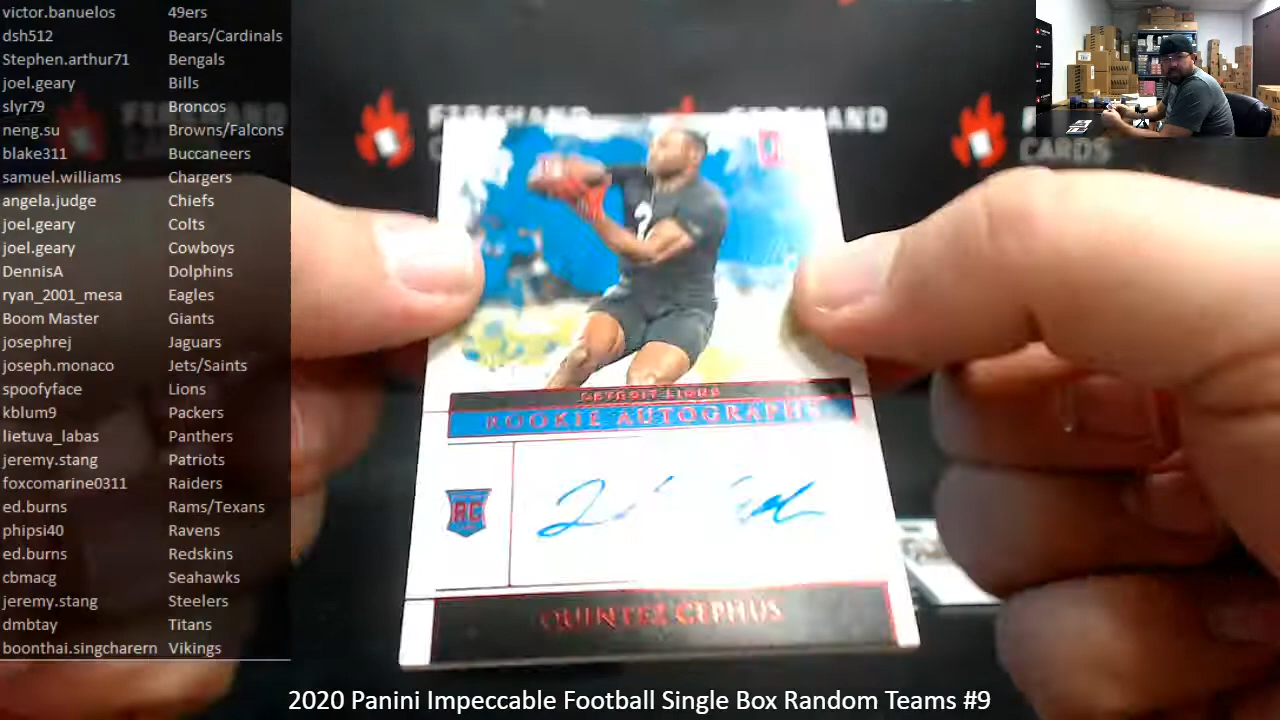 victor.banuelos 49ers
dsh512 Bears/Cardinals
Stephen.arthur71 Bengals
joel.geary Bills
slyr79 Broncos
neng.su Browns/Falcons
blake311 Buccaneers
samuel.williams Chargers
angela.judge Chiefs
joel.geary Colts
joel.geary Cowboys
DennisA Dolphins
ryan_2001_mesa Eagles
Boom Master Giants
josephrej Jaguars
joseph.monaco Jets/Saints
spoofyface Lions
kblum9 Packers
lietuva_labas Panthers
jeremy.stang Patriots
foxcomarine0311 Raiders
ed.burns Rams/Texans
phipsi40 Ravens
ed.burns Redskins
cbmacg Seahawks
jeremy.stang Steelers
dmbtay Titans
boonthai.singcharern Vikings
FIREHAND
CARDS
2
DETROIT LIONS
ROOKIE AUTOGRAPHS
RC
QUINTEZ CEPHUS
2020 Panini Impeccable Football Single Box Random Teams #9